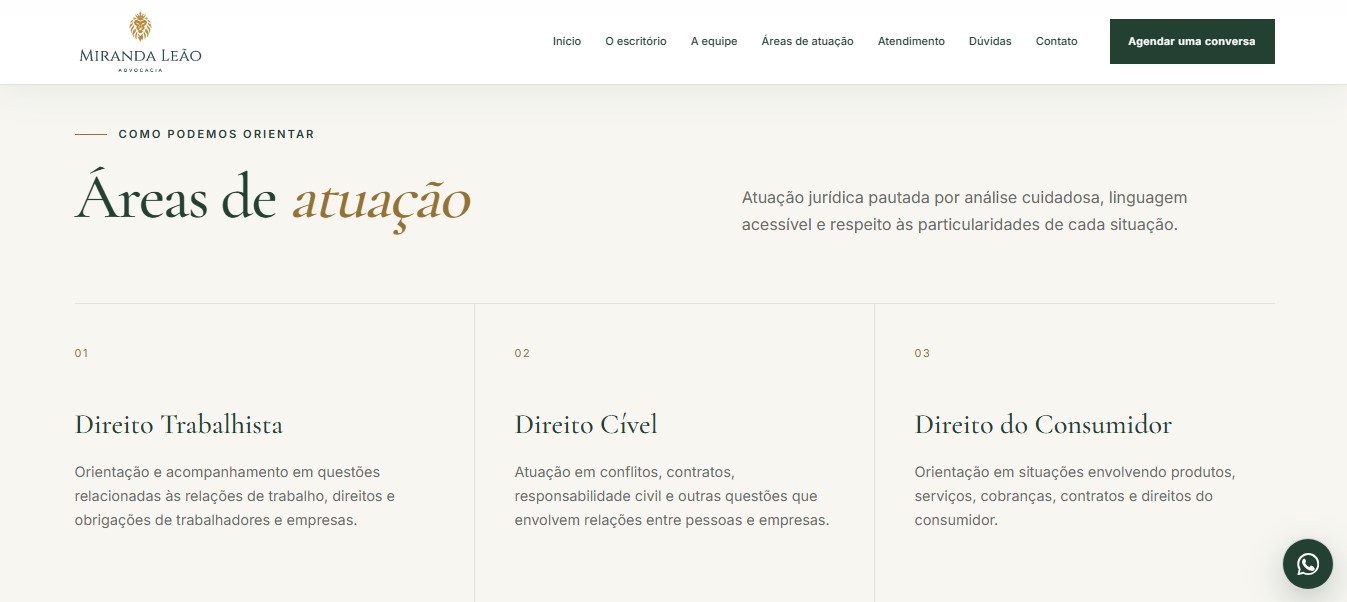 MIRANDA LEÃO
ADVOCACIA
Início
O escritório
A equipe
Áreas de atuação
Atendimento
Dúvidas
Contato
Agendar uma conversa
COMO PODEMOS ORIENTAR
Áreas de atuação
Atuação jurídica pautada por análise cuidadosa, linguagem
acessível e respeito às particularidades de cada situação.
01
Direito Trabalhista
Orientação e acompanhamento em questões
relacionadas às relações de trabalho, direitos e
obrigações de trabalhadores e empresas.
02
Direito Cível
Atuação em conflitos, contratos,
responsabilidade civil e outras questões que
envolvem relações entre pessoas e empresas.
03
Direito do Consumidor
Orientação em situações envolvendo produtos,
serviços, cobranças, contratos e direitos do
consumidor.